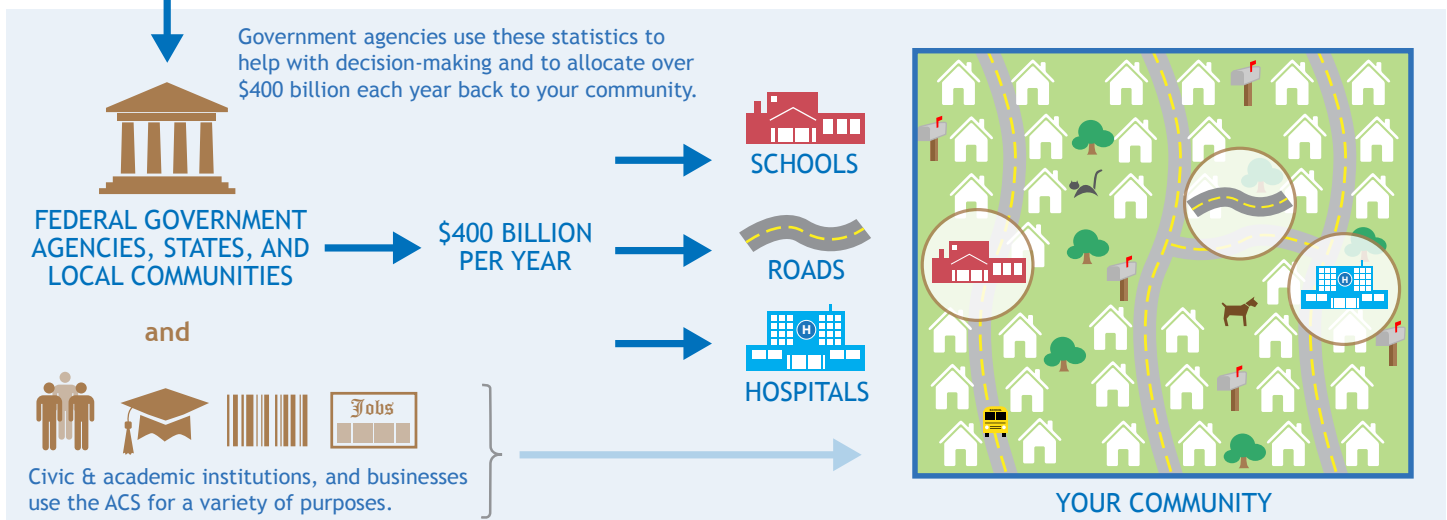 Government agencies use these statistics to
help with decision-making and to allocate over
$400 billion each year back to your community.
FEDERAL GOVERNMENT
AGENCIES, STATES, AND
LOCAL COMMUNITIES
$400 BILLION
PER YEAR
SCHOOLS
ROADS
H
HOSPITALS
and
Jobs
Civic & academic institutions, and businesses
use the ACS for a variety of purposes.
H
YOUR COMMUNITY